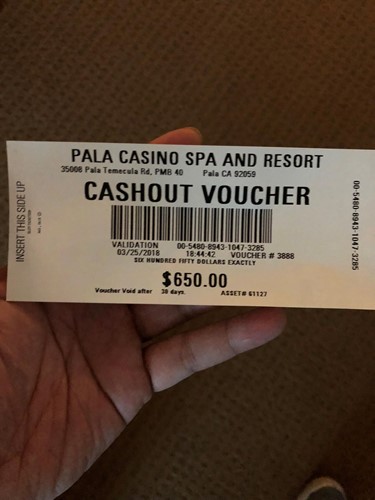 PALA CASINO SPA AND RESORT
35008 Pala Temecula Rd, PMB 40 Pala CA 92059
CASHOUT VOUCHER
INSERT THIS SIDE UP
00-5480-8943-1047-3285
VALIDATION 00-5480-8943-1047-3285
03/25/2018 18:44:42 VOUCHER # 3888
SIX HUNDRED FIFTY DOLLARS EXACTLY
$650.00
Voucher Void after 30 days. ASSET# 61127